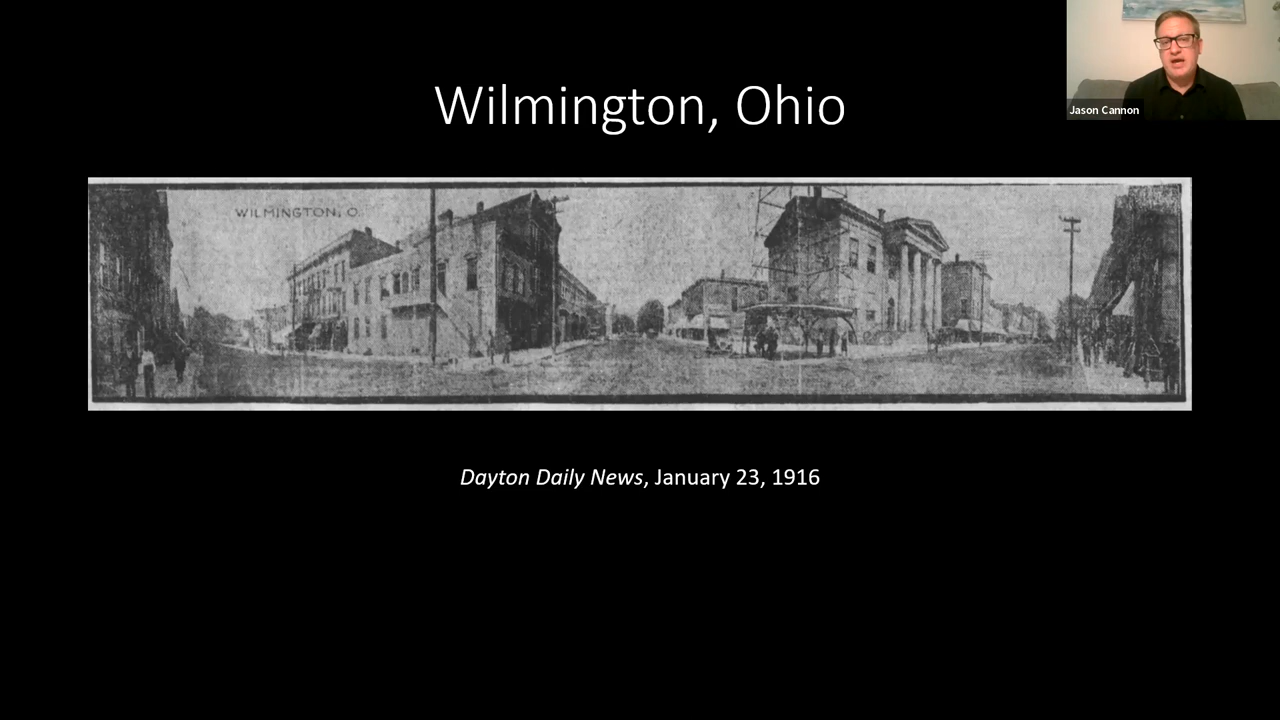 Wilmington, Ohio
Jason Cannon
WILMINGTON, O.
Dayton Daily News, January 23, 1916